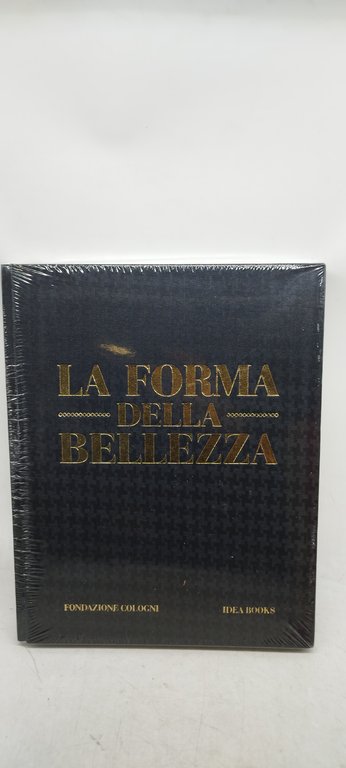 LA FORMA
DELLA
BELLEZZA
FONDAZIONE COLOGNI IDEA BOOKS